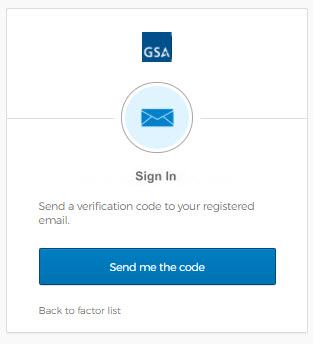 GSA
Sign In
Send a verification code to your registered
email.
Send me the code
Back to factor list